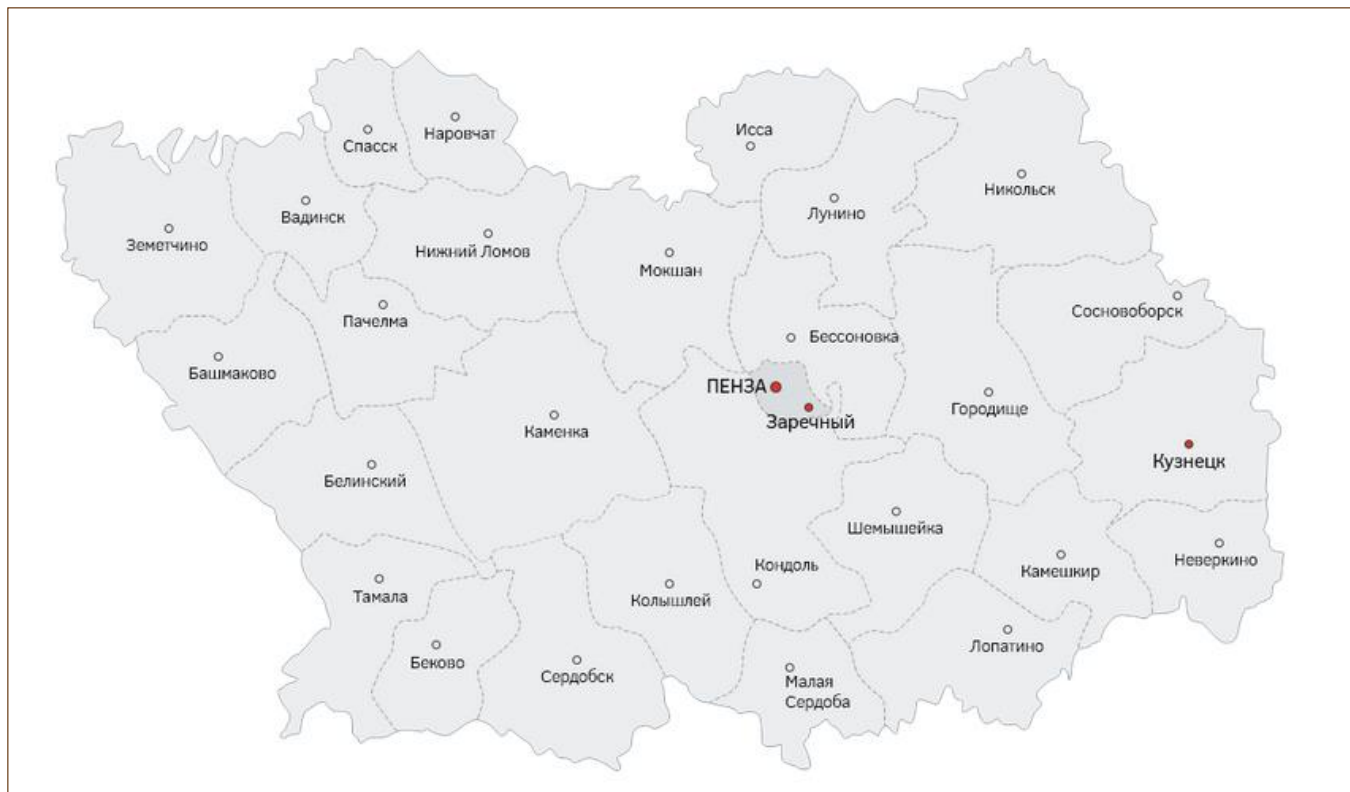 Спасск
Наровчат
Исса
Никольск
Вадинск
Лунино
Земетчино
Нижний Ломов
Мокшан
Сосновоборск
Пачелма
Бессоновка
Башмаково
ПЕНЗА
Заречный
Городище
Каменка
Кузнецк
Белинский
Шемышейка
Неверкино
Кондоль
Камешкир
Тамала
Колышлей
Лопатино
Беково
Сердобск
Малая
Сердоба